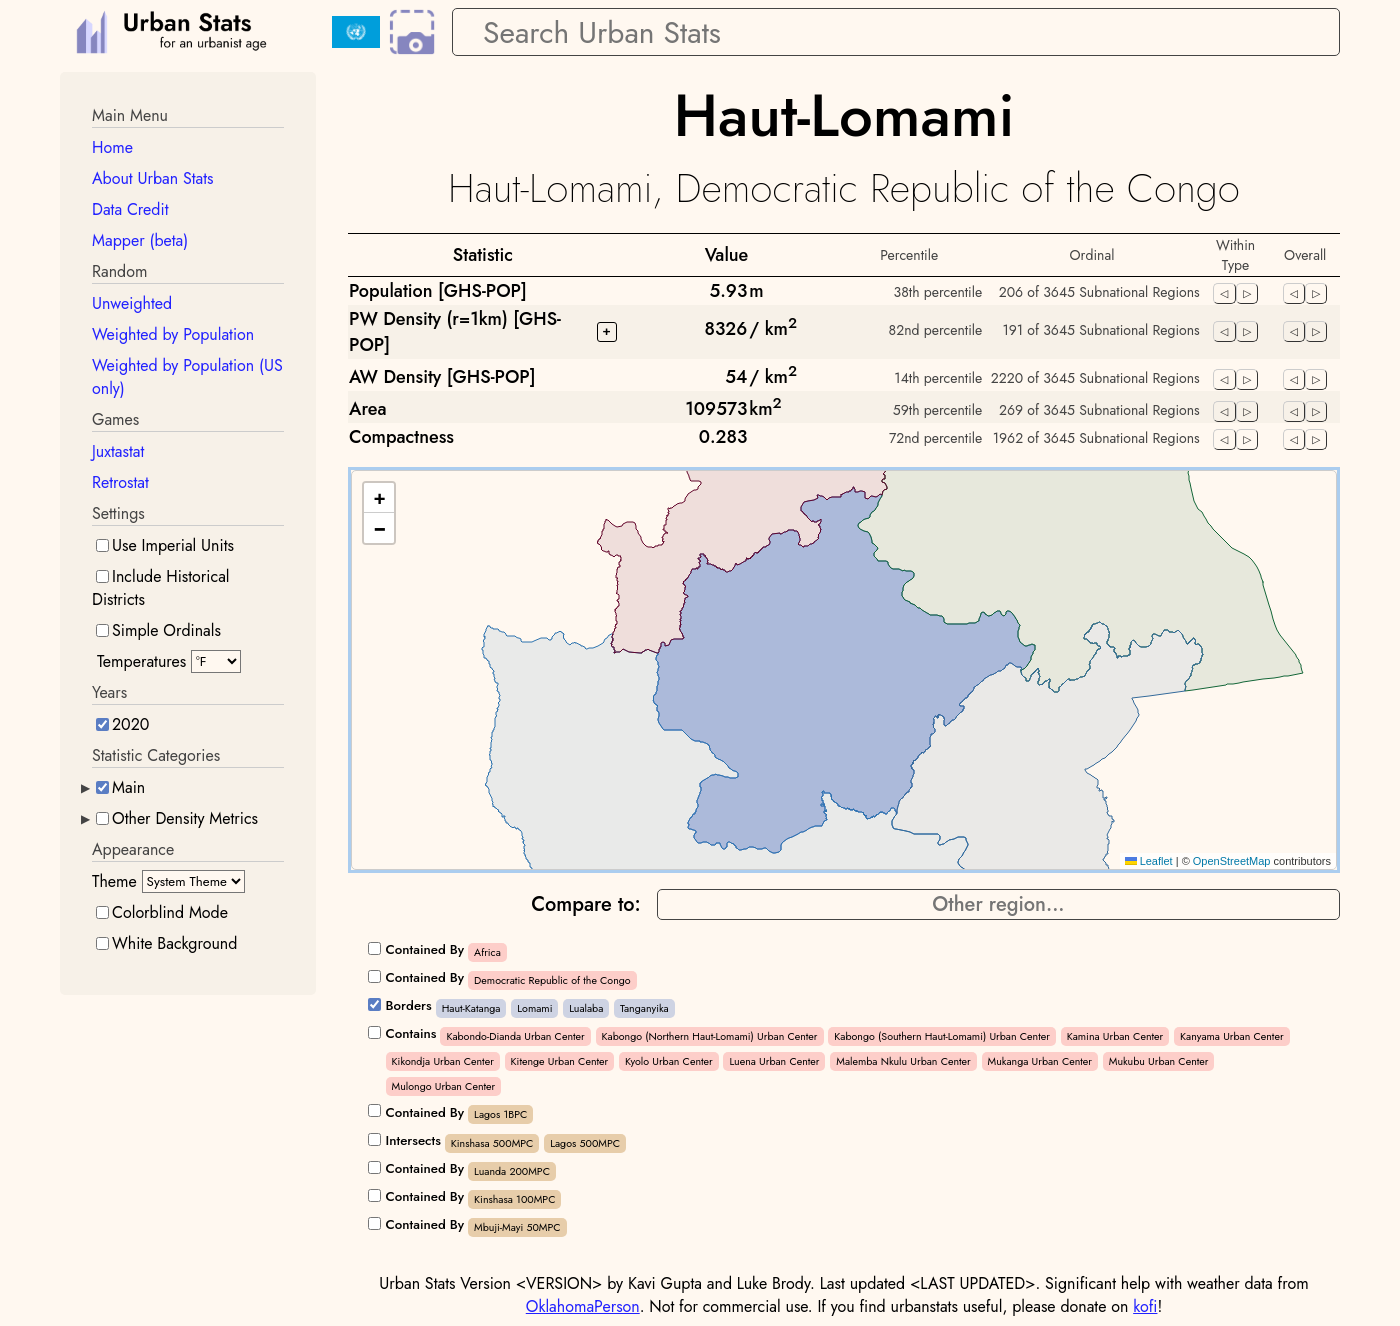 Urban Stats
for an urbanist age
Search Urban Stats
Main Menu
Home
About Urban Stats
Data Credit
Mapper (beta)
Random
Unweighted
Weighted by Population
Weighted by Population (US
only)
Games
Juxtastat
Retrostat
Settings
Use Imperial Units
Include Historical
Districts
Simple Ordinals
Temperatures °F
Years
2020
Statistic Categories
Main
Other Density Metrics
Appearance
Theme System Theme
Colorblind Mode
White Background
Haut-Lomami
Haut-Lomami, Democratic Republic of the Congo
Statistic Value Percentile Ordinal Within Type Overall
Population [GHS-POP] 5.93 m 38th percentile 206 of 3645 Subnational Regions
PW Density (r=1km) [GHS-
POP] + 8326 / km² 82nd percentile 191 of 3645 Subnational Regions
AW Density [GHS-POP] 54 / km² 14th percentile 2220 of 3645 Subnational Regions
Area 109573 km² 59th percentile 269 of 3645 Subnational Regions
Compactness 0.283 72nd percentile 1962 of 3645 Subnational Regions
+
−
Leaflet | © OpenStreetMap contributors
Compare to: Other region...
Contained By Africa
Contained By Democratic Republic of the Congo
Borders Haut-Katanga Lomami Lualaba Tanganyika
Contains Kabondo-Dianda Urban Center Kabongo (Northern Haut-Lomami) Urban Center Kabongo (Southern Haut-Lomami) Urban Center Kamina Urban Center Kanyama Urban Center
Kikondja Urban Center Kitenge Urban Center Kyolo Urban Center Luena Urban Center Malemba Nkulu Urban Center Mukanga Urban Center Mukubu Urban Center
Mulongo Urban Center
Contained By Lagos 1BPC
Intersects Kinshasa 500MPC Lagos 500MPC
Contained By Luanda 200MPC
Contained By Kinshasa 100MPC
Contained By Mbuji-Mayi 50MPC
Urban Stats Version <VERSION> by Kavi Gupta and Luke Brody. Last updated <LAST UPDATED>. Significant help with weather data from
OklahomaPerson. Not for commercial use. If you find urbanstats useful, please donate on kofi!